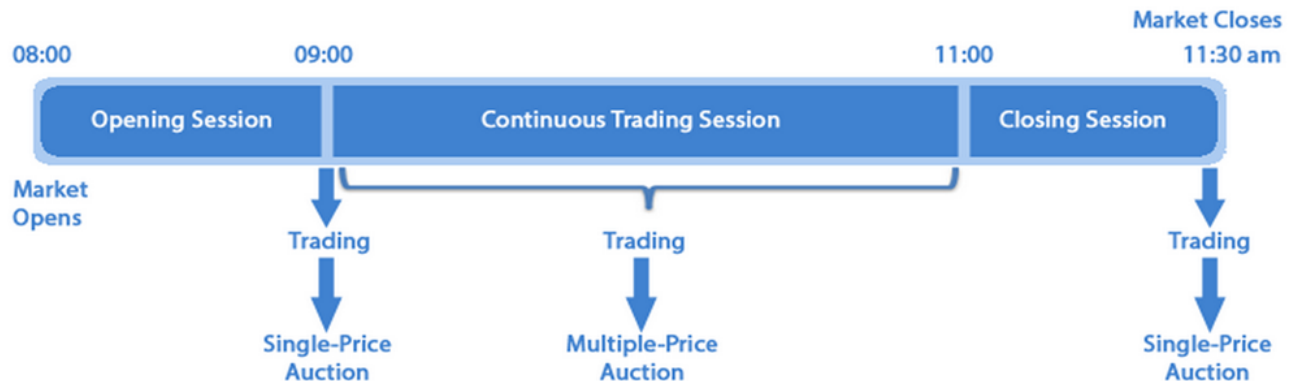 Market Closes
08:00 09:00 11:00 11:30 am
Opening Session Continuous Trading Session Closing Session
Market
Opens
Trading Trading Trading
Single-Price Multiple-Price Single-Price
Auction Auction Auction